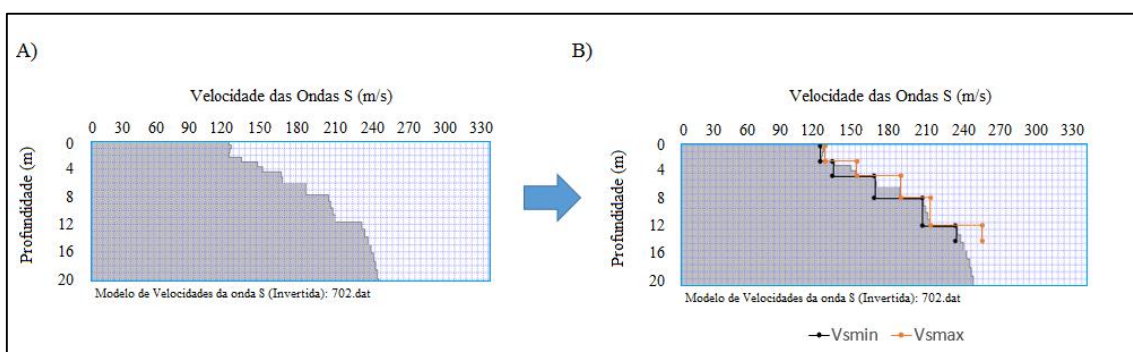 A)
Velocidade das Ondas S (m/s)
0 30 60 90 120 150 180 210 240 270 300 330
Profundidade (m)
0
4
8
12
16
20
Modelo de Velocidades da onda S (Invertida): 702.dat
B)
Velocidade das Ondas S (m/s)
0 30 60 90 120 150 180 210 240 270 300 330
Profundidade (m)
0
4
8
12
16
20
Modelo de Velocidades da onda S (Invertida): 702.dat
Vsmin Vsmax